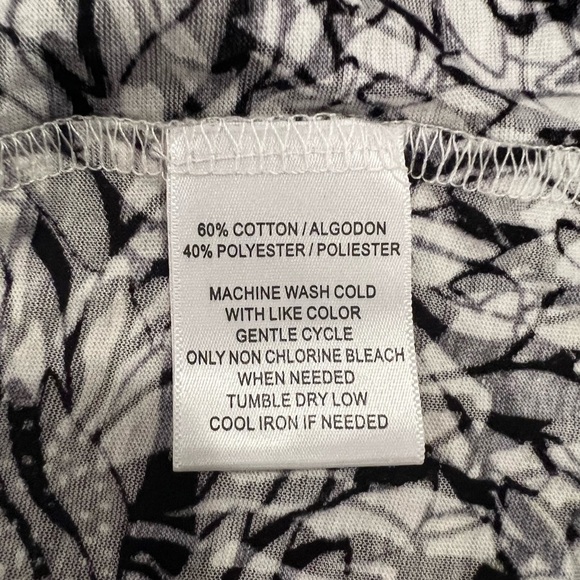 60% COTTON / ALGODON
40% POLYESTER / POLIESTER
MACHINE WASH COLD
WITH LIKE COLOR
GENTLE CYCLE
ONLY NON CHLORINE BLEACH
WHEN NEEDED
TUMBLE DRY LOW
COOL IRON IF NEEDED